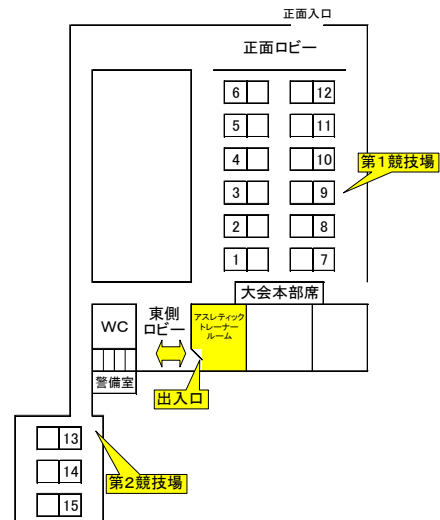 正面入口
正面ロビー
6
12
5
11
4
10
第1競技場
3
9
2
8
1
7
大会本部席
WC
東側
ロビー
アスレティック
トレーナー
ルーム
警備室
出入口
13
14
第2競技場
15